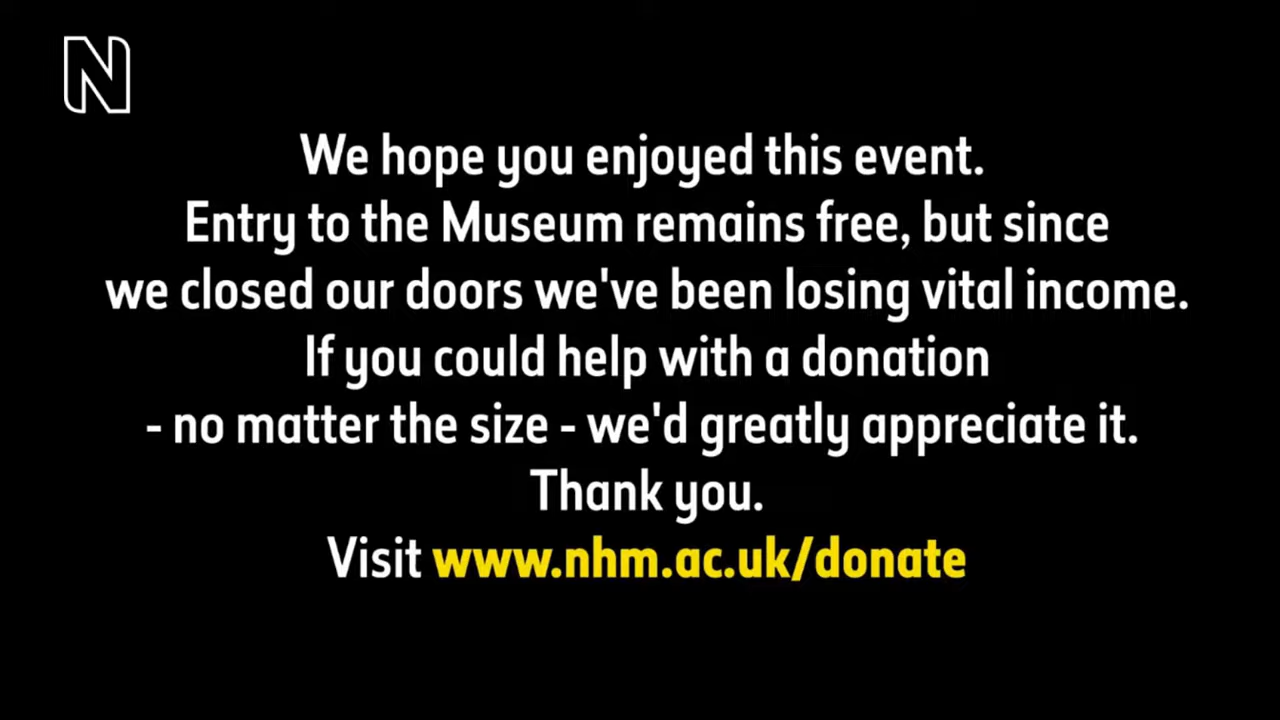 N
We hope you enjoyed this event.
Entry to the Museum remains free, but since
we closed our doors we've been losing vital income.
If you could help with a donation
- no matter the size - we'd greatly appreciate it.
Thank you.
Visit www.nhm.ac.uk/donate